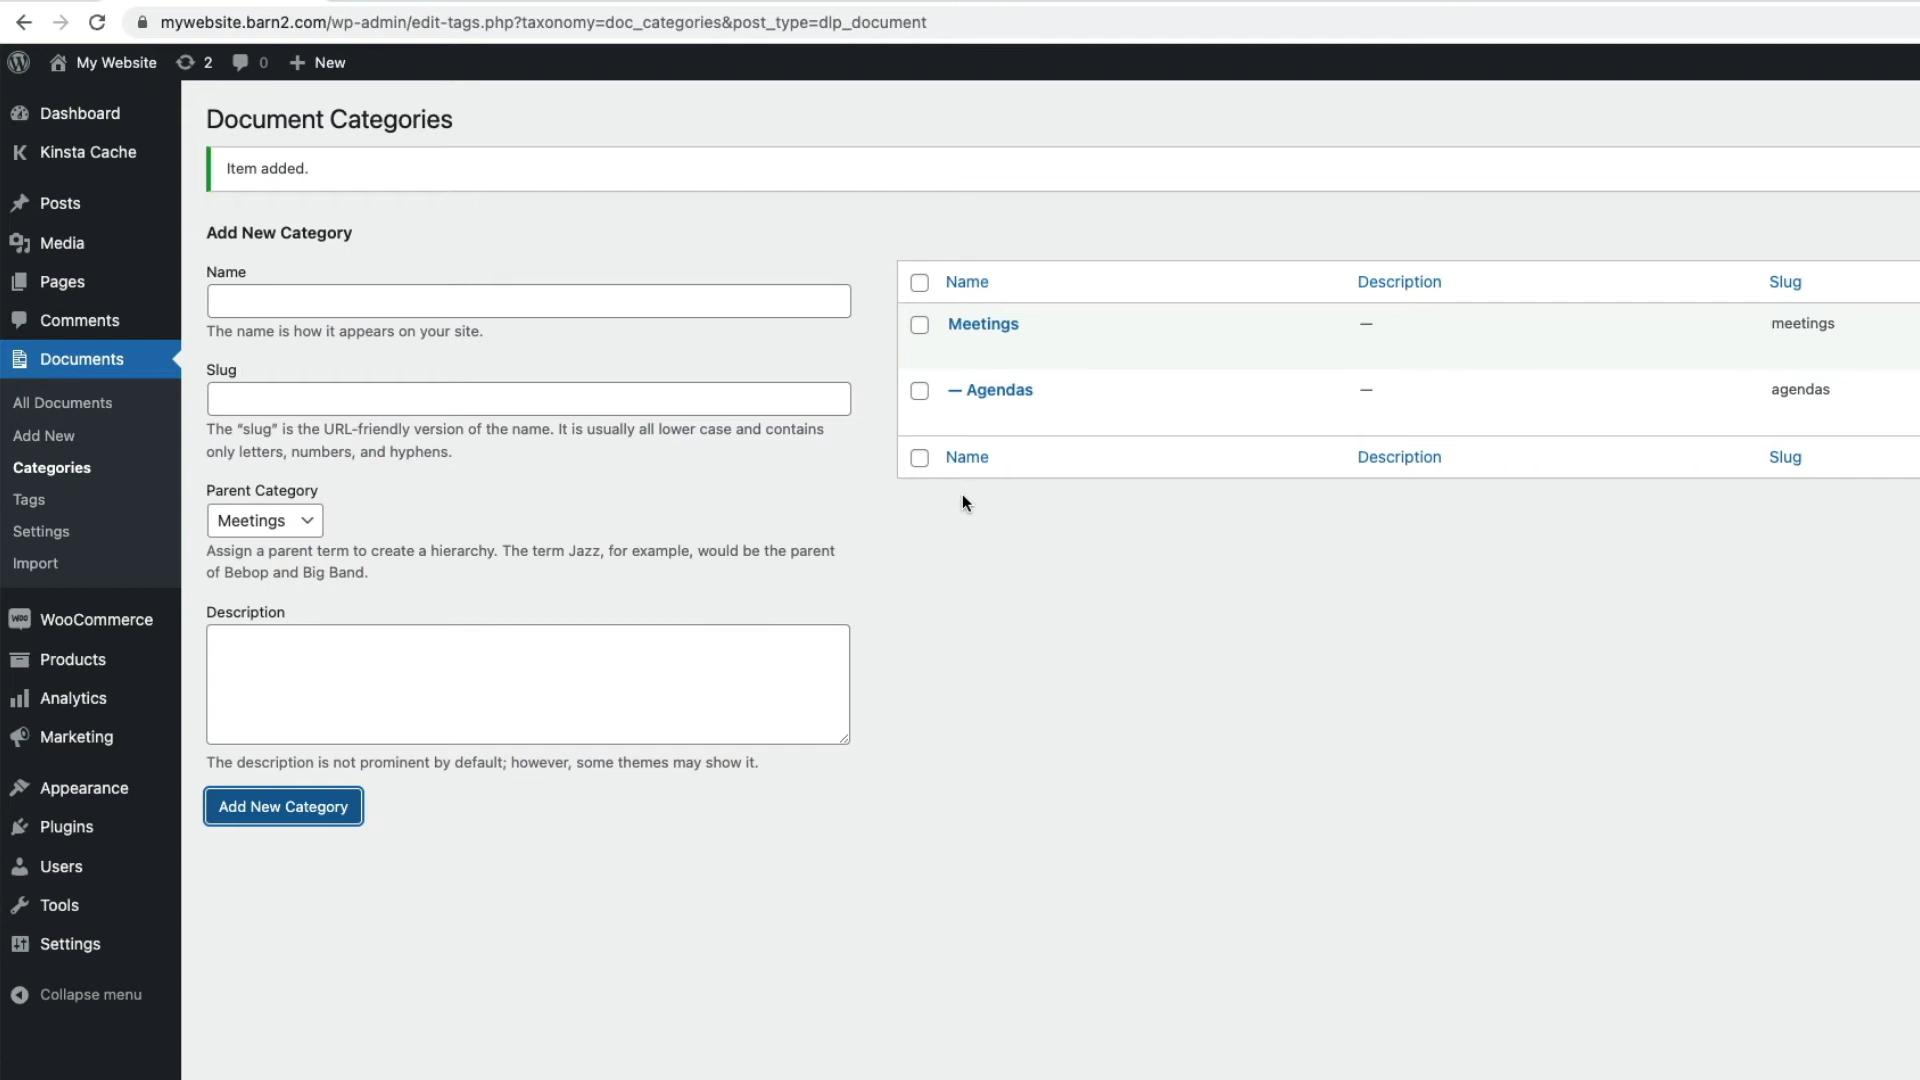 mywebsite.barn2.com/wp-admin/edit-tags.php?taxonomy=doc_categories&post_type=dlp_document
My Website 2 0 New
Dashboard
Kinsta Cache
Posts
Media
Pages
Comments
Documents
All Documents
Add New
Categories
Tags
Settings
Import
WooCommerce
Products
Analytics
Marketing
Appearance
Plugins
Users
Tools
Settings
Collapse menu
Document Categories
Item added.
Add New Category
Name
The name is how it appears on your site.
Slug
The “slug” is the URL-friendly version of the name. It is usually all lower case and contains
only letters, numbers, and hyphens.
Parent Category
Meetings
Assign a parent term to create a hierarchy. The term Jazz, for example, would be the parent
of Bebop and Big Band.
Description
The description is not prominent by default; however, some themes may show it.
Add New Category
Name Description Slug
Meetings — meetings
— Agendas — agendas
Name Description Slug